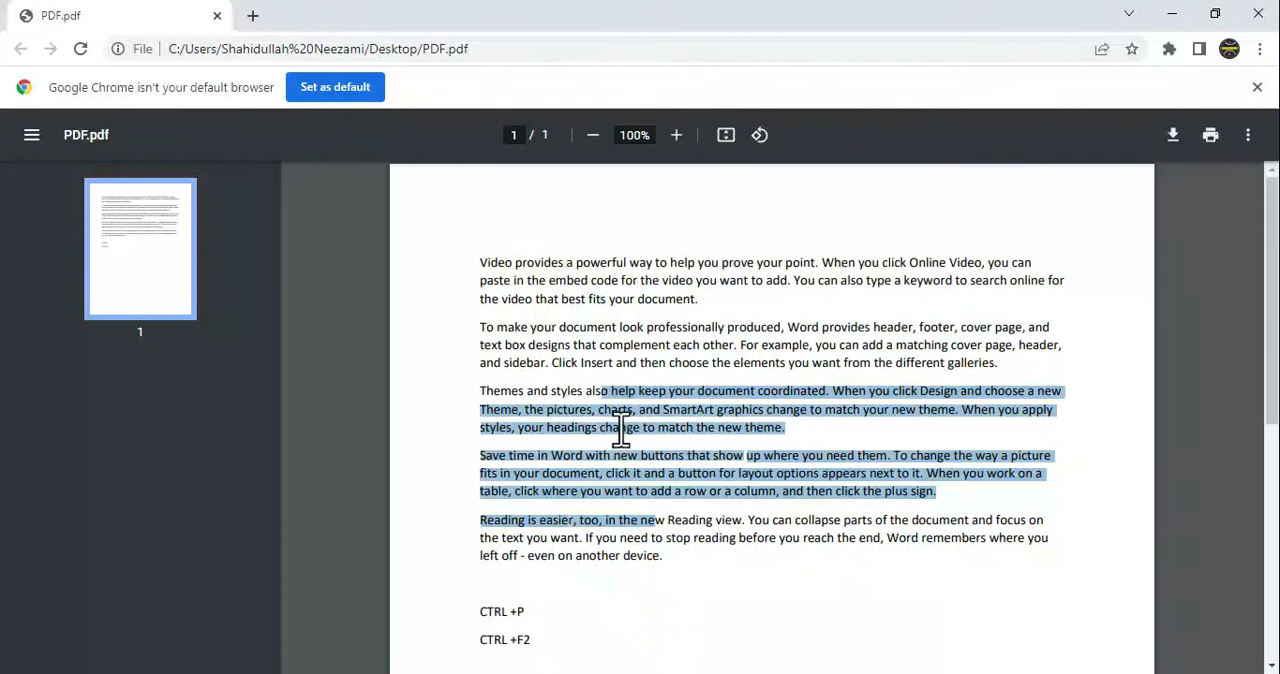 PDF.pdf
File C:/Users/Shahidullah%20Neezami/Desktop/PDF.pdf
Google Chrome isn't your default browser Set as default
PDF.pdf 1 / 1 100%
1
Video provides a powerful way to help you prove your point. When you click Online Video, you can
paste in the embed code for the video you want to add. You can also type a keyword to search online for
the video that best fits your document.
To make your document look professionally produced, Word provides header, footer, cover page, and
text box designs that complement each other. For example, you can add a matching cover page, header,
and sidebar. Click Insert and then choose the elements you want from the different galleries.
Themes and styles also help keep your document coordinated. When you click Design and choose a new
Theme, the pictures, charts, and SmartArt graphics change to match your new theme. When you apply
styles, your headings change to match the new theme.
Save time in Word with new buttons that show up where you need them. To change the way a picture
fits in your document, click it and a button for layout options appears next to it. When you work on a
table, click where you want to add a row or a column, and then click the plus sign.
Reading is easier, too, in the new Reading view. You can collapse parts of the document and focus on
the text you want. If you need to stop reading before you reach the end, Word remembers where you
left off - even on another device.
CTRL +P
CTRL +F2